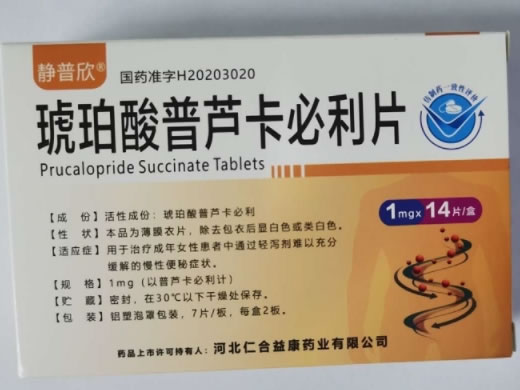 静普欣®
国药准字H20203020
仿制药一致性评价
琥珀酸普芦卡必利片
Prucalopride Succinate Tablets
【成 份】活性成份：琥珀酸普芦卡必利
【性 状】本品为薄膜衣片，除去包衣后显白色或类白色。
【适应症】用于治疗成年女性患者中通过轻泻剂难以充分
缓解的慢性便秘症状。
【规 格】1mg（以普芦卡必利计）
【贮 藏】密封，在30℃以下干燥处保存。
【包 装】铝塑泡罩包装，7片/板，每盒2板。
1mgx14片/盒
药品上市许可持有人：河北仁合益康药业有限公司